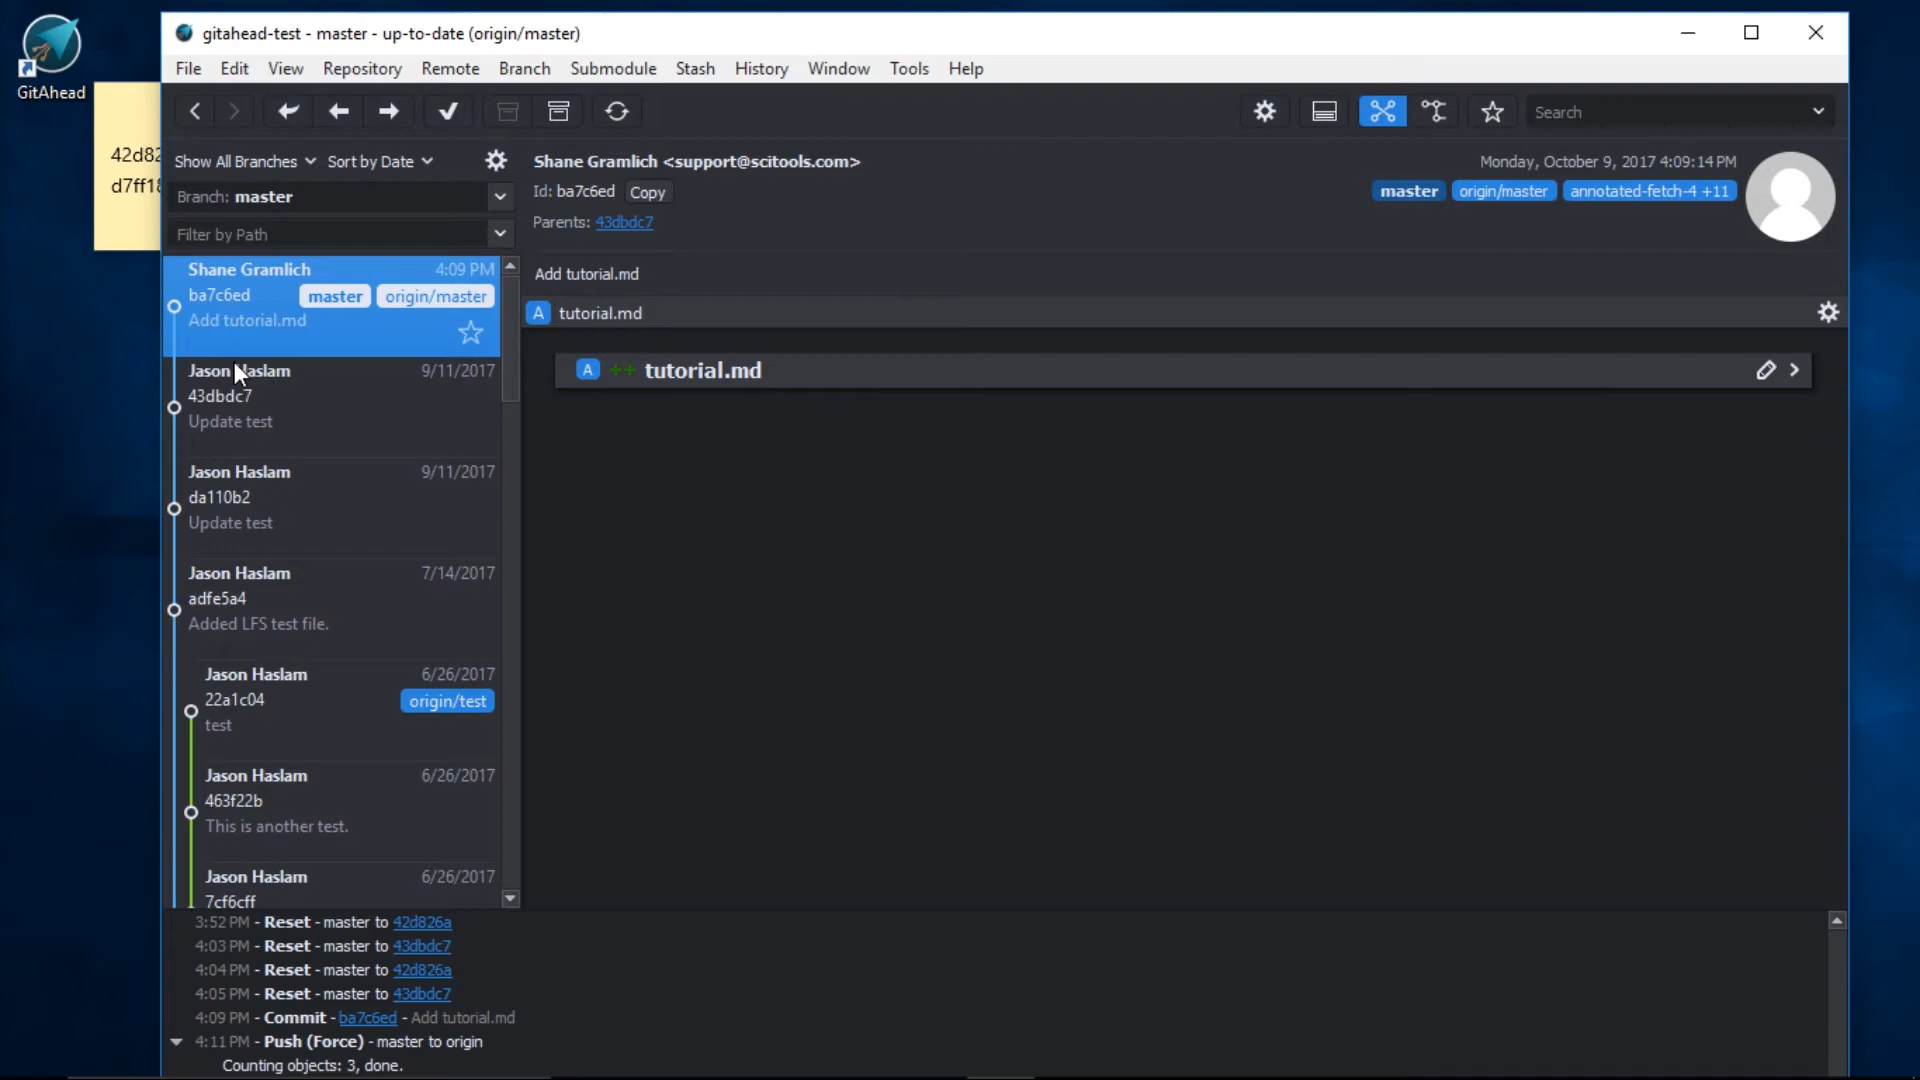 GitAhead
42d82
d7ff18
gitahead-test - master - up-to-date (origin/master)
File Edit View Repository Remote Branch Submodule Stash History Window Tools Help
Search
Show All Branches Sort by Date
Branch: master
Filter by Path
Shane Gramlich 4:09 PM
ba7c6ed master origin/master
Add tutorial.md
Jason Haslam 9/11/2017
43dbdc7
Update test
Jason Haslam 9/11/2017
da110b2
Update test
Jason Haslam 7/14/2017
adfe5a4
Added LFS test file.
Jason Haslam 6/26/2017
22a1c04 origin/test
test
Jason Haslam 6/26/2017
463f22b
This is another test.
Jason Haslam 6/26/2017
7cf6cff
Shane Gramlich <support@scitools.com> Monday, October 9, 2017 4:09:14 PM
Id: ba7c6ed Copy master origin/master annotated-fetch-4 +11
Parents: 43dbdc7
Add tutorial.md
A tutorial.md
A ++ tutorial.md
3:52 PM - Reset - master to 42d826a
4:03 PM - Reset - master to 43dbdc7
4:04 PM - Reset - master to 42d826a
4:05 PM - Reset - master to 43dbdc7
4:09 PM - Commit - ba7c6ed - Add tutorial.md
4:11 PM - Push (Force) - master to origin
Counting objects: 3, done.